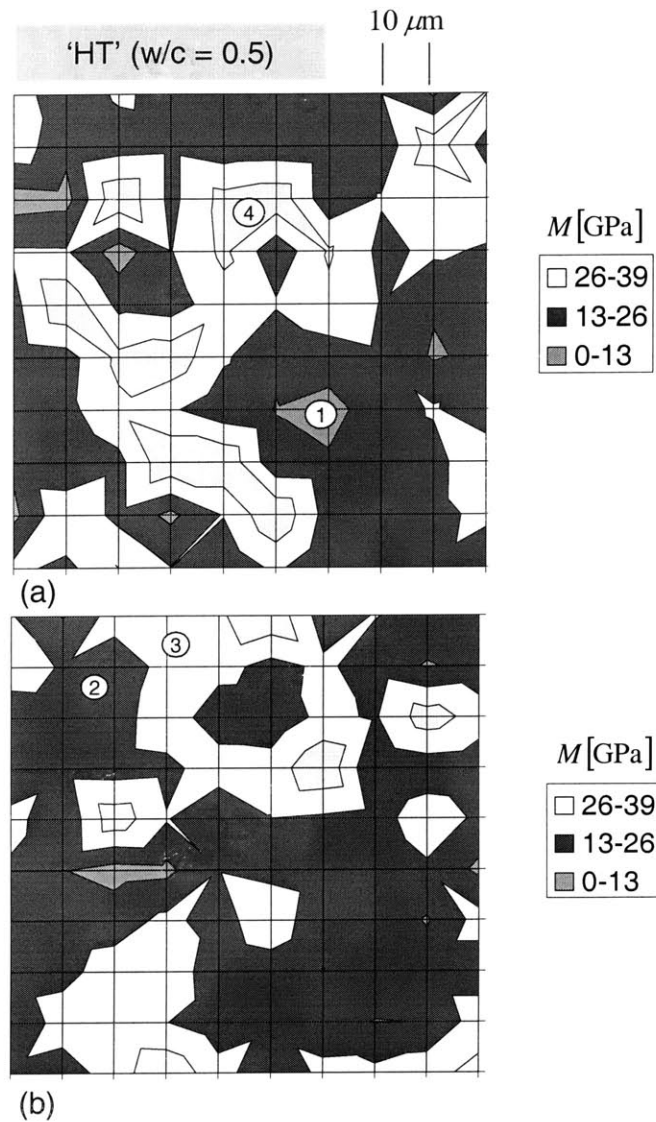 'HT' (w/c = 0.5)
10 μm
4
1
M [GPa]
26-39
13-26
0-13
(a)
3
2
M [GPa]
26-39
13-26
0-13
(b)